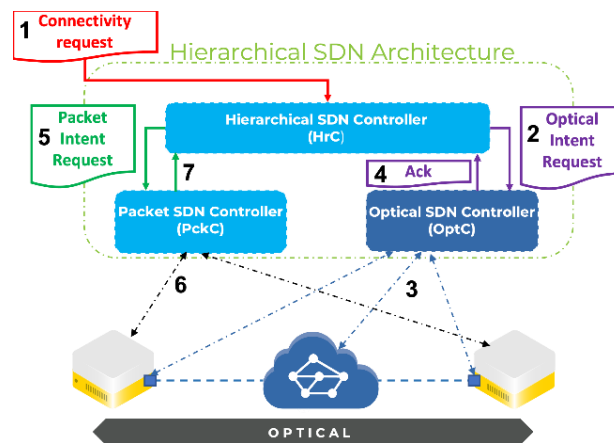 1 Connectivity
request
Hierarchical SDN Architecture
5 Packet
Intent
Request
Hierarchical SDN Controller
(HrC)
2 Optical
Intent
Request
7
4 Ack
Packet SDN Controller
(PckC)
Optical SDN Controller
(OptC)
6
3
OPTICAL